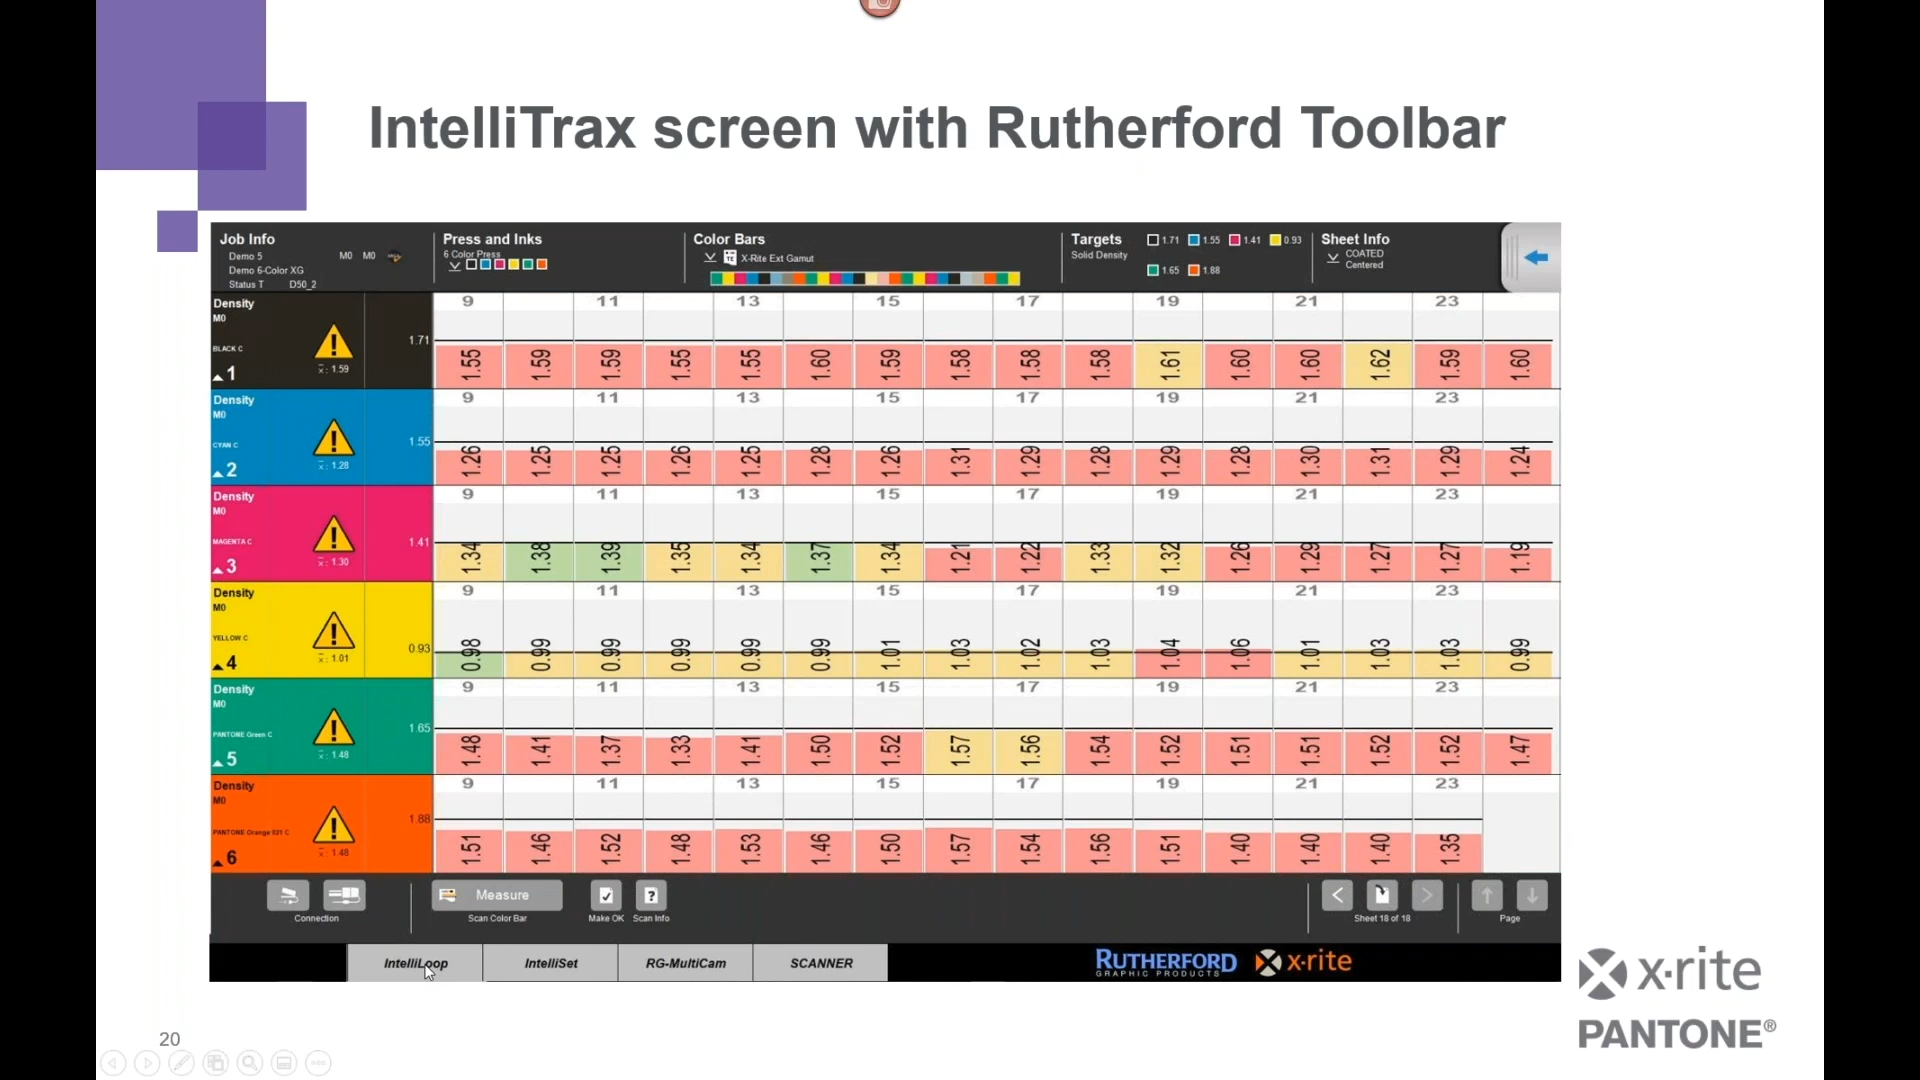 IntelliTrax screen with Rutherford Toolbar
Job Info
Demo 5
Demo 6-Color XG
Status T D50_2
M0 M0
Press and Inks
6 Color Press
Color Bars
X-Rite Ext Gamut
Targets
Solid Density
1.71 1.55 1.41 0.93
1.65 1.88
Sheet Info
COATED
Centered
Density 9 11 13 15 17 19 21 23
M0
BLACK C
1
x: 1.59
1.71
1.55 1.59 1.59 1.55 1.55 1.60 1.59 1.58 1.58 1.58 1.61 1.60 1.60 1.62 1.59 1.60
Density 9 11 13 15 17 19 21 23
M0
CYAN C
2
x: 1.28
1.55
1.26 1.25 1.25 1.26 1.25 1.28 1.26 1.31 1.29 1.28 1.29 1.28 1.30 1.31 1.29 1.24
Density 9 11 13 15 17 19 21 23
M0
MAGENTA C
3
x: 1.30
1.41
1.34 1.38 1.39 1.35 1.34 1.37 1.34 1.21 1.22 1.33 1.32 1.26 1.29 1.27 1.27 1.19
Density 9 11 13 15 17 19 21 23
M0
YELLOW C
4
x: 1.01
0.93
0.98 0.99 0.99 0.99 0.99 0.99 1.01 1.03 1.02 1.03 1.04 1.06 1.01 1.03 1.03 0.99
Density 9 11 13 15 17 19 21 23
M0
PANTONE Green C
5
x: 1.48
1.65
1.48 1.41 1.37 1.33 1.41 1.50 1.52 1.57 1.56 1.54 1.52 1.51 1.51 1.52 1.52 1.47
Density 9 11 13 15 17 19 21 23
M0
PANTONE Orange 021 C
6
x: 1.48
1.88
1.51 1.46 1.52 1.48 1.53 1.46 1.50 1.57 1.54 1.56 1.51 1.40 1.40 1.40 1.35
Connection
Measure
Scan Color Bar
Make OK
Scan Info
Sheet 18 of 18
Page
IntelliLoop IntelliSet RG-MultiCam SCANNER
RUTHERFORD
GRAPHIC PRODUCTS
x·rite
x·rite
PANTONE®
20